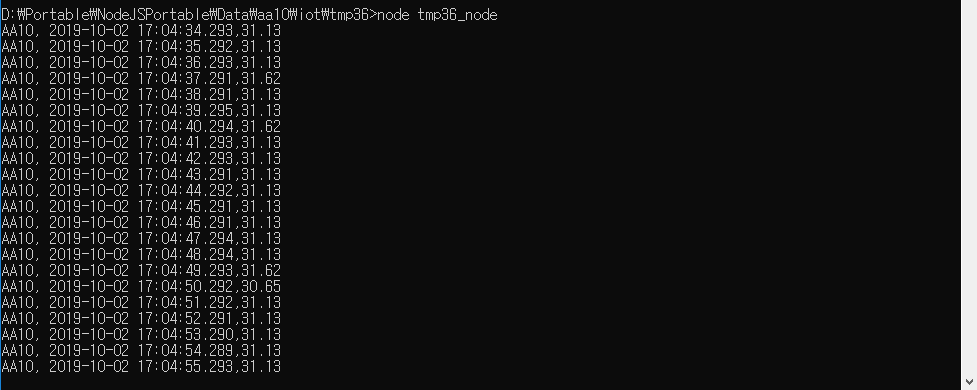 D:₩Portable₩NodeJSPortable₩Data₩aa10₩iot₩tmp36>node tmp36_node
AA10, 2019-10-02 17:04:34.293,31.13
AA10, 2019-10-02 17:04:35.292,31.13
AA10, 2019-10-02 17:04:36.293,31.13
AA10, 2019-10-02 17:04:37.291,31.62
AA10, 2019-10-02 17:04:38.291,31.13
AA10, 2019-10-02 17:04:39.295,31.13
AA10, 2019-10-02 17:04:40.294,31.62
AA10, 2019-10-02 17:04:41.293,31.13
AA10, 2019-10-02 17:04:42.293,31.13
AA10, 2019-10-02 17:04:43.291,31.13
AA10, 2019-10-02 17:04:44.292,31.13
AA10, 2019-10-02 17:04:45.291,31.13
AA10, 2019-10-02 17:04:46.291,31.13
AA10, 2019-10-02 17:04:47.294,31.13
AA10, 2019-10-02 17:04:48.294,31.13
AA10, 2019-10-02 17:04:49.293,31.62
AA10, 2019-10-02 17:04:50.292,30.65
AA10, 2019-10-02 17:04:51.292,31.13
AA10, 2019-10-02 17:04:52.291,31.13
AA10, 2019-10-02 17:04:53.290,31.13
AA10, 2019-10-02 17:04:54.289,31.13
AA10, 2019-10-02 17:04:55.293,31.13